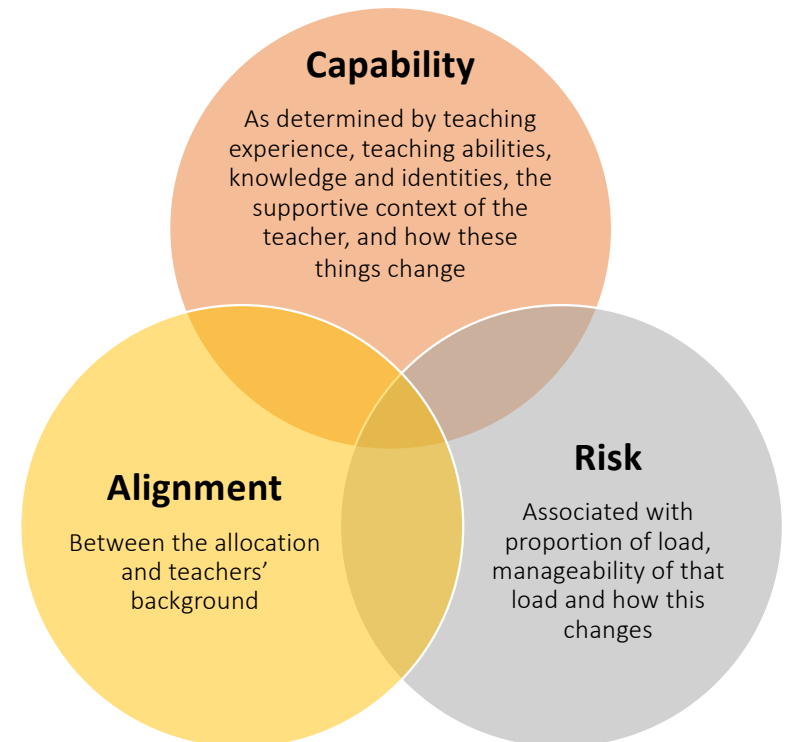 Capability
As determined by teaching
experience, teaching abilities,
knowledge and identities, the
supportive context of the
teacher, and how these
things change
Alignment
Between the allocation
and teachers’
background
Risk
Associated with
proportion of load,
manageability of that
load and how this
changes